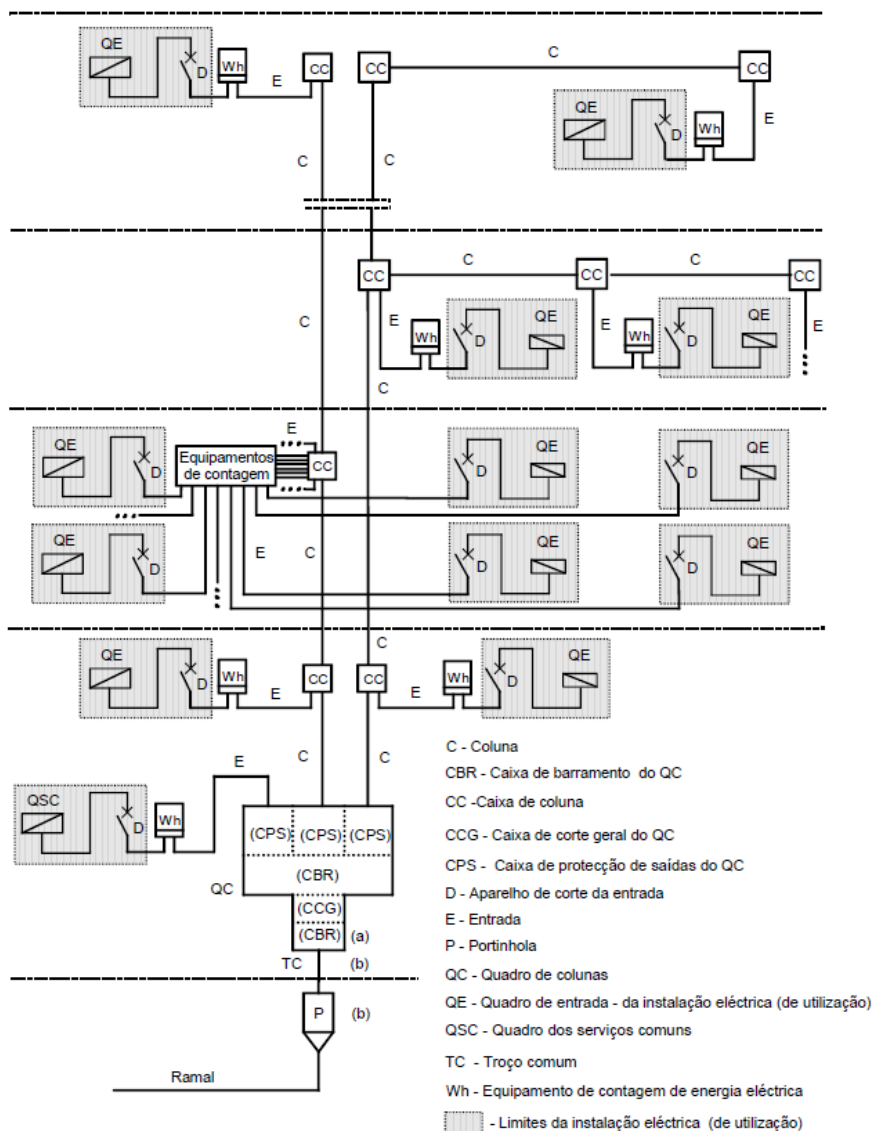 QE D Wh E CC CC C CC
QE D Wh E
C C
CC C CC C CC
C E Wh D QE E Wh D QE E
C
QE D Equipamentos de contagem E CC D QE D QE
QE D E C D QE D QE
C
QE D Wh E CC CC E Wh D QE
E C C
QSC D Wh (CPS) (CPS) (CPS)
QC (CBR)
(CCG)
(CBR) (a)
TC (b)
P (b)
Ramal
C - Coluna
CBR - Caixa de barramento do QC
CC -Caixa de coluna
CCG - Caixa de corte geral do QC
CPS - Caixa de protecção de saídas do QC
D - Aparelho de corte da entrada
E - Entrada
P - Portinhola
QC - Quadro de colunas
QE - Quadro de entrada - da instalação eléctrica (de utilização)
QSC - Quadro dos serviços comuns
TC - Troço comum
Wh - Equipamento de contagem de energia eléctrica
- Limites da instalação eléctrica (de utilização)